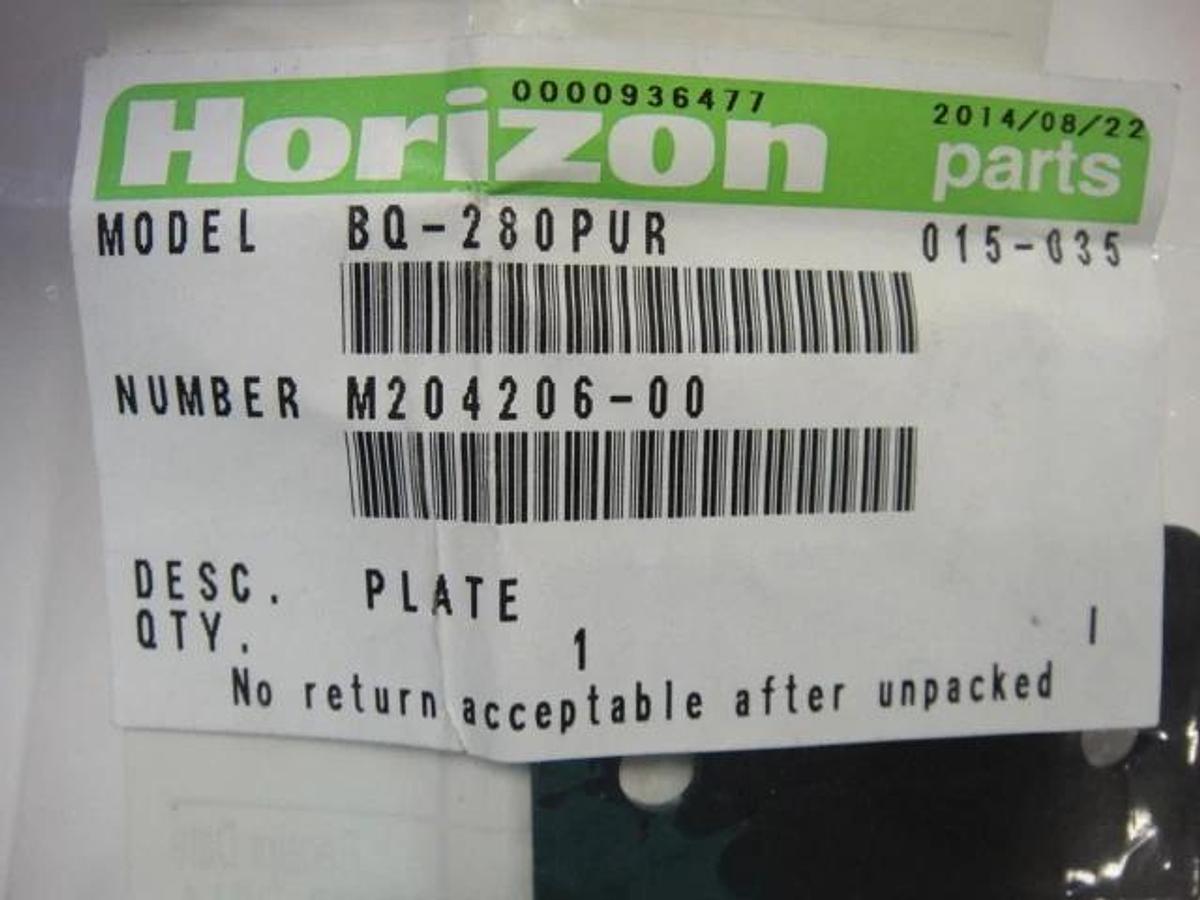 0000936477
2014/08/22
Horizon parts
MODEL BQ-280PUR 015-035
NUMBER M204206-00
DESC. PLATE
QTY. 1 I
No return acceptable after unpacked